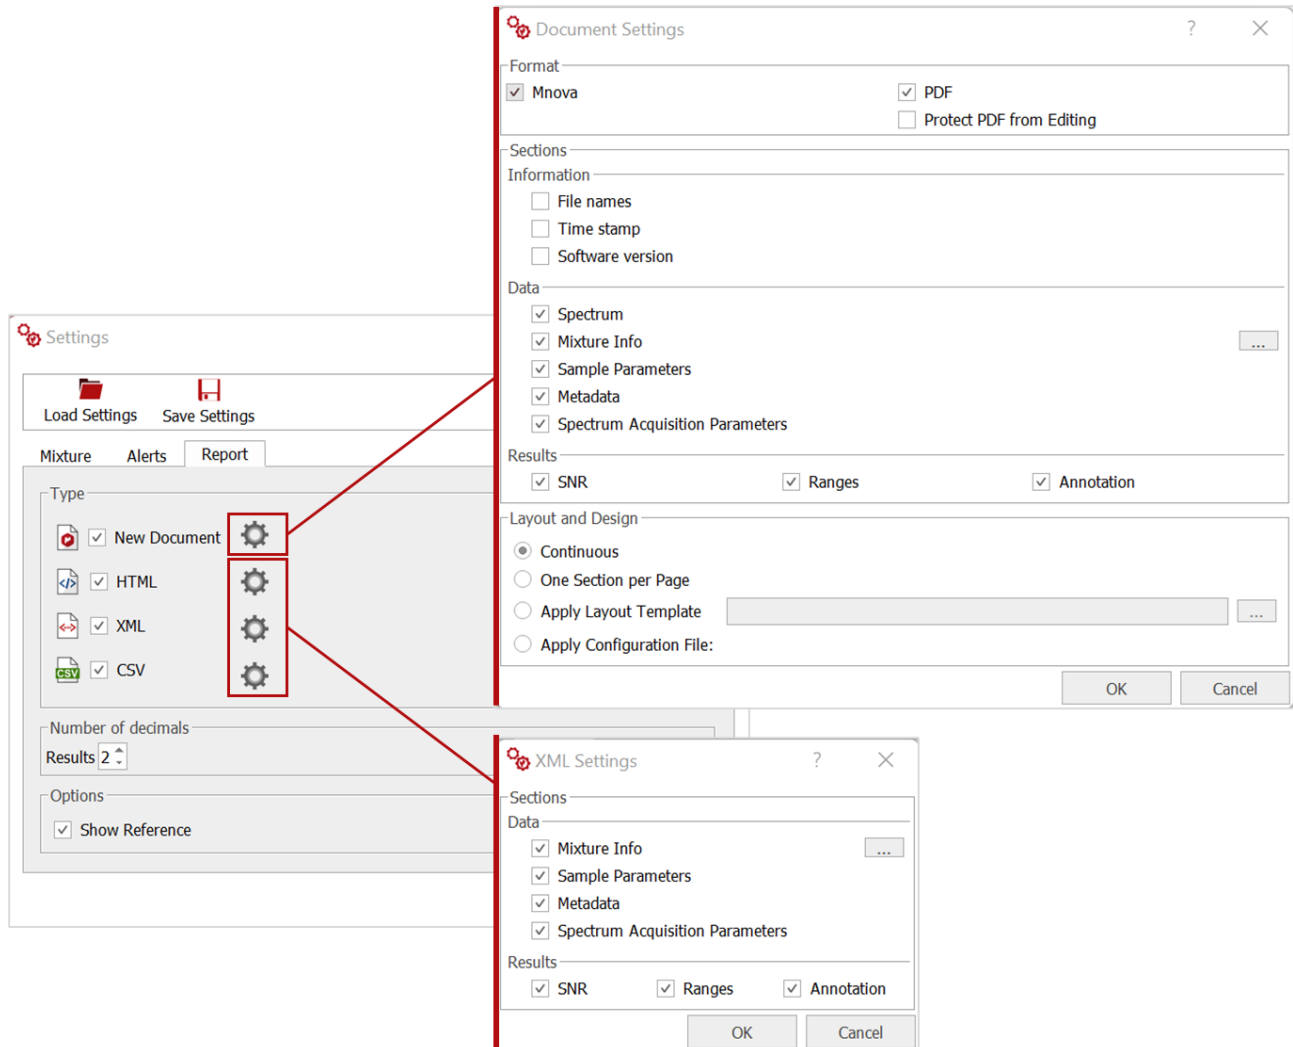 Document Settings ?
Format
Mnova PDF
Protect PDF from Editing
Sections
Information
File names
Time stamp
Software version
Data
Spectrum
Mixture Info ...
Sample Parameters
Metadata
Spectrum Acquisition Parameters
Results
SNR Ranges Annotation
Layout and Design
Continuous
One Section per Page
Apply Layout Template ...
Apply Configuration File:
OK Cancel
Settings
Load Settings Save Settings
Mixture Alerts Report
Type
New Document
</> HTML
XML
CSV CSV
Number of decimals
Results 2
Options
Show Reference
XML Settings ?
Sections
Data
Mixture Info ...
Sample Parameters
Metadata
Spectrum Acquisition Parameters
Results
SNR Ranges Annotation
OK Cancel